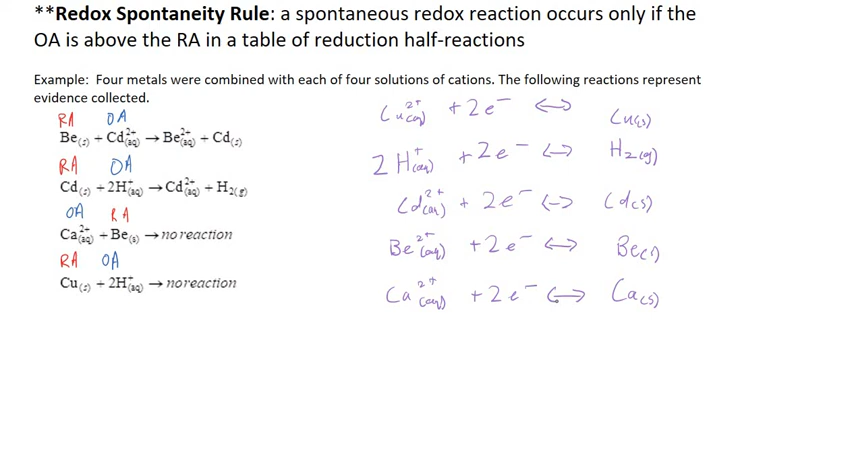 **Redox Spontaneity Rule: a spontaneous redox reaction occurs only if the
OA is above the RA in a table of reduction half-reactions
Example: Four metals were combined with each of four solutions of cations. The following reactions represent
evidence collected.
RA OA
Be(s) + Cd²⁺(aq) → Be²⁺(aq) + Cd(s)
RA OA
Cd(s) + 2H⁺(aq) → Cd²⁺(aq) + H₂(g)
OA RA
Ca²⁺(aq) + Be(s) → no reaction
RA OA
Cu(s) + 2H⁺(aq) → no reaction
Cu²⁺(aq) + 2e⁻ ↔ Cu(s)
2H⁺(aq) + 2e⁻ ↔ H₂(g)
Cd²⁺(aq) + 2e⁻ ↔ Cd(s)
Be²⁺(aq) + 2e⁻ ↔ Be(s)
Ca²⁺(aq) + 2e⁻ ↔ Ca(s)